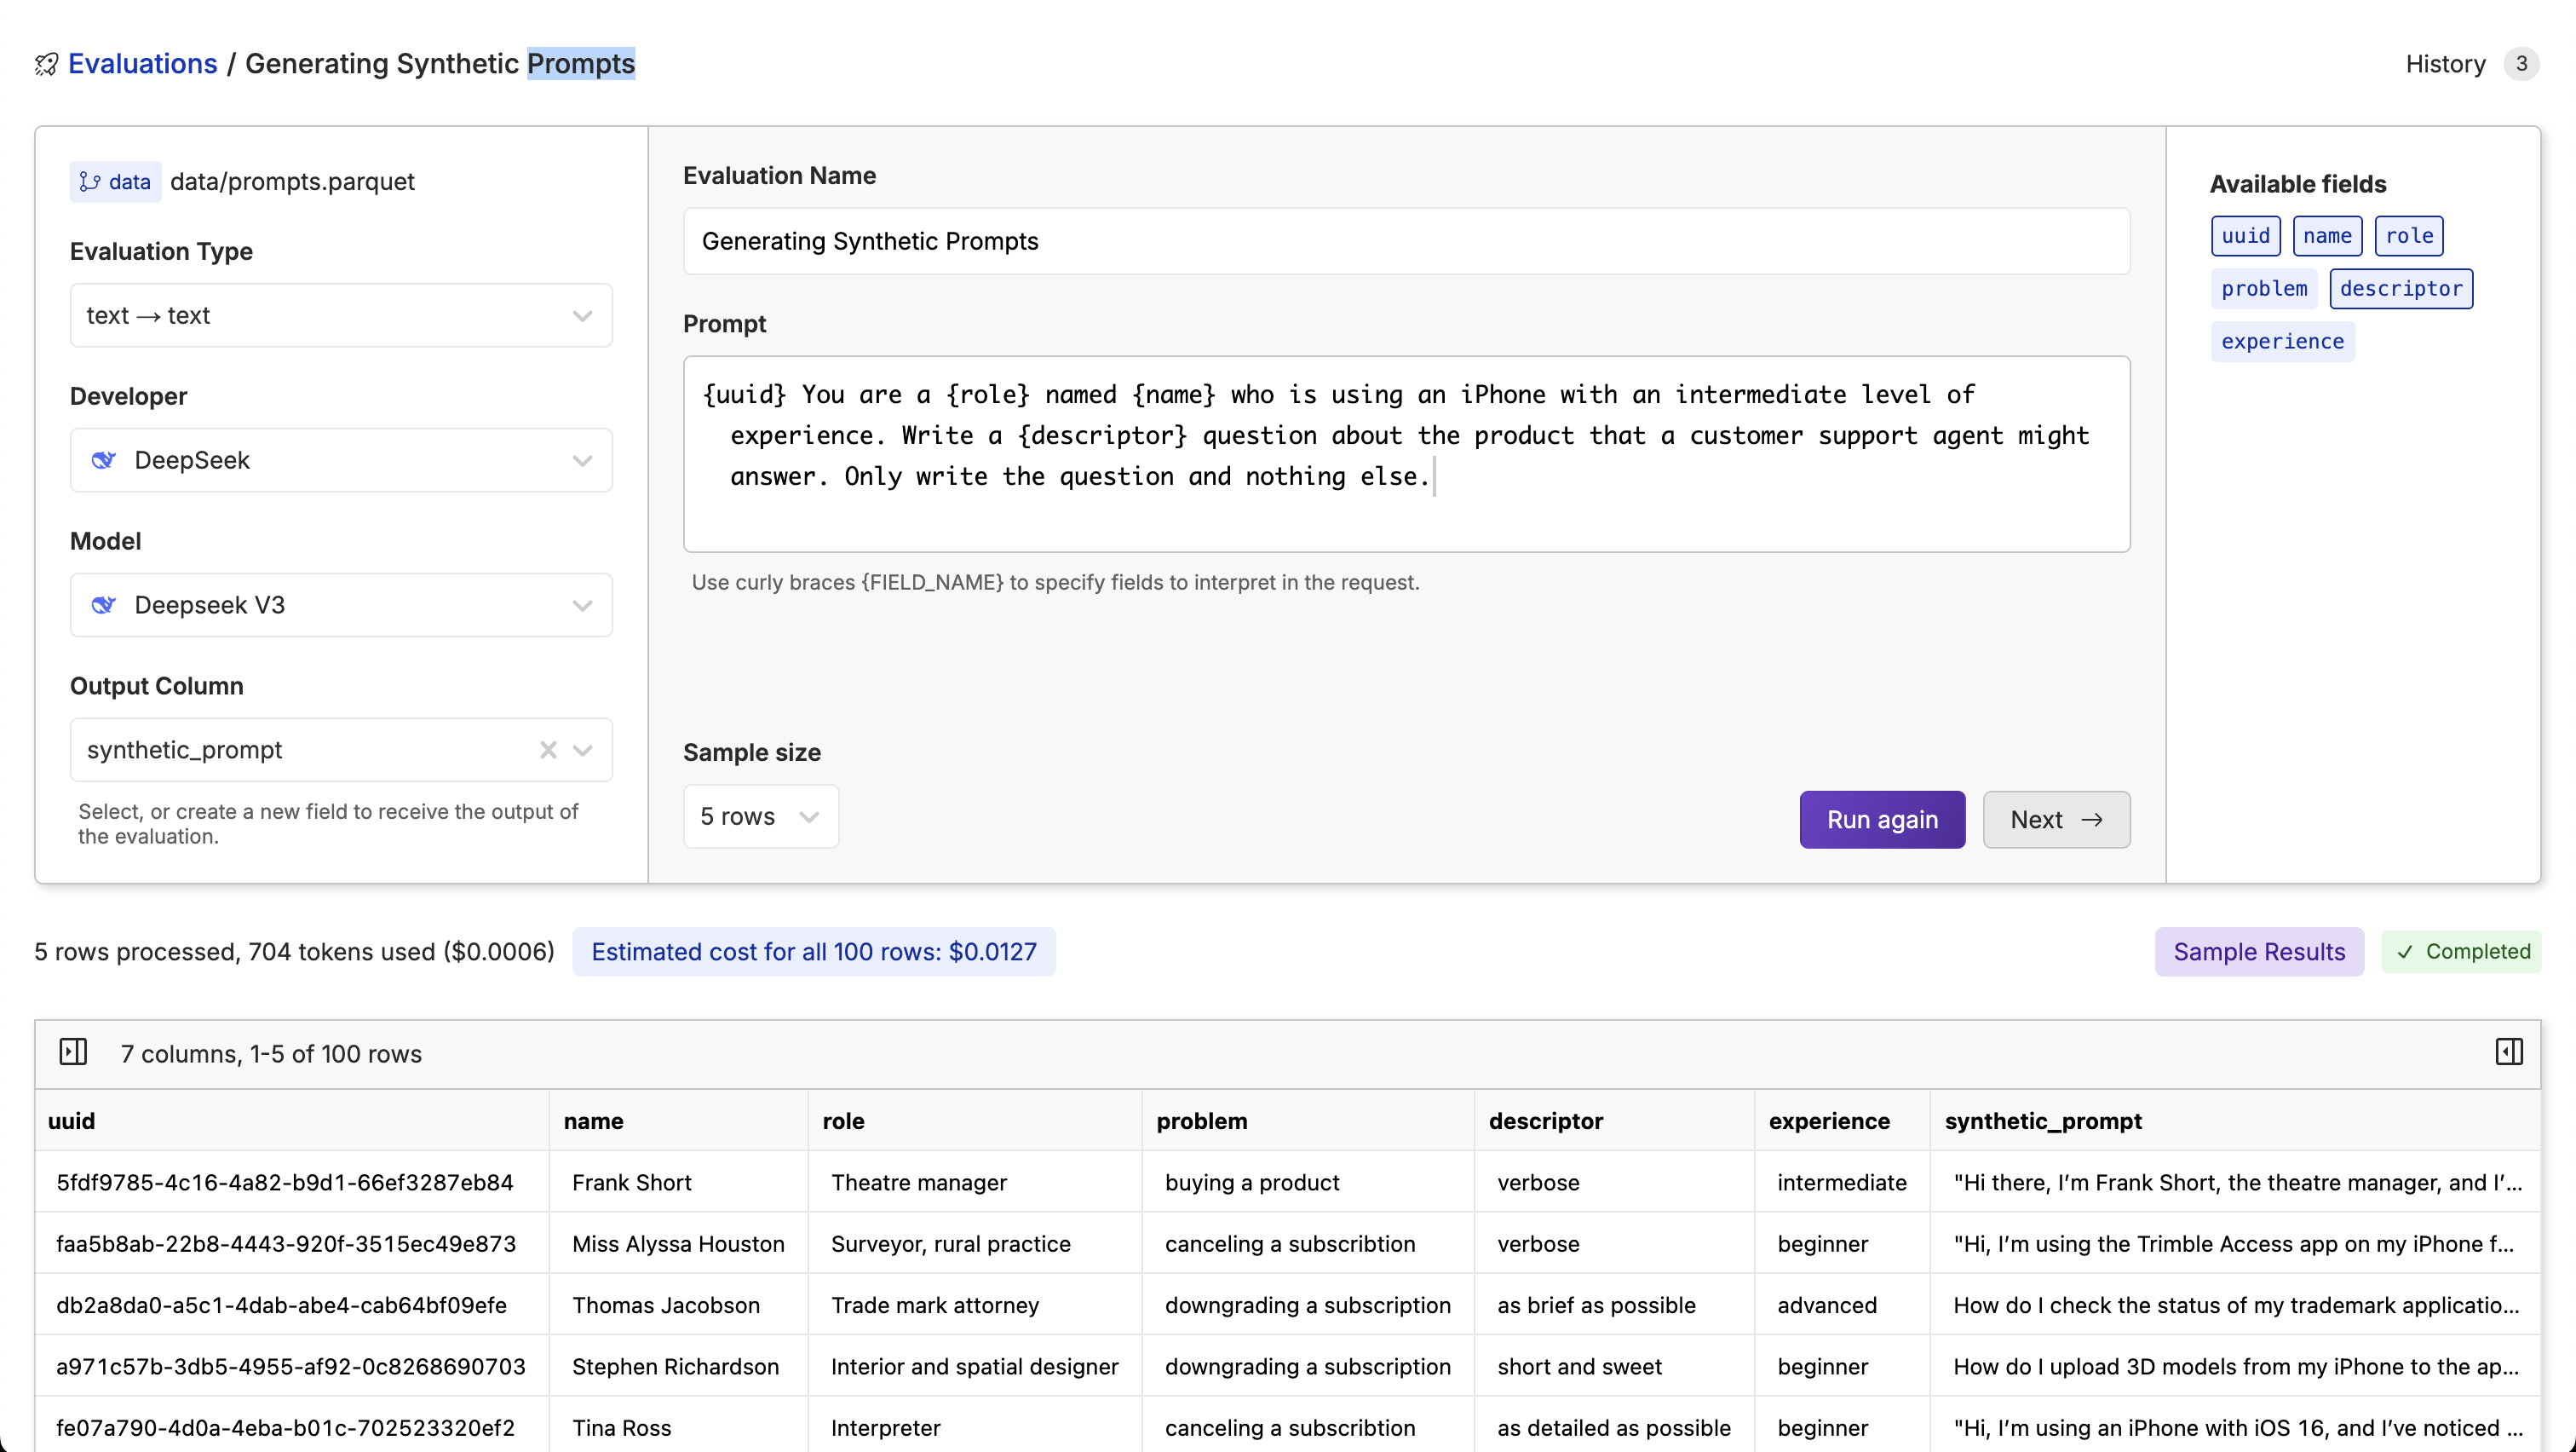 Evaluations / Generating Synthetic Prompts
History 3
data data/prompts.parquet
Evaluation Type
text → text
Developer
DeepSeek
Model
Deepseek V3
Output Column
synthetic_prompt
Select, or create a new field to receive the output of
the evaluation.
Evaluation Name
Generating Synthetic Prompts
Prompt
{uuid} You are a {role} named {name} who is using an iPhone with an intermediate level of
experience. Write a {descriptor} question about the product that a customer support agent might
answer. Only write the question and nothing else.
Use curly braces {FIELD_NAME} to specify fields to interpret in the request.
Sample size
5 rows
Run again
Next →
Available fields
uuid name role
problem descriptor
experience
5 rows processed, 704 tokens used ($0.0006) Estimated cost for all 100 rows: $0.0127
Sample Results ✓ Completed
7 columns, 1-5 of 100 rows
uuid name role problem descriptor experience synthetic_prompt
5fdf9785-4c16-4a82-b9d1-66ef3287eb84 Frank Short Theatre manager buying a product verbose intermediate "Hi there, I’m Frank Short, the theatre manager, and I’...
faa5b8ab-22b8-4443-920f-3515ec49e873 Miss Alyssa Houston Surveyor, rural practice canceling a subscribtion verbose beginner "Hi, I’m using the Trimble Access app on my iPhone f...
db2a8da0-a5c1-4dab-abe4-cab64bf09efe Thomas Jacobson Trade mark attorney downgrading a subscription as brief as possible advanced How do I check the status of my trademark applicatio...
a971c57b-3db5-4955-af92-0c8268690703 Stephen Richardson Interior and spatial designer downgrading a subscription short and sweet beginner How do I upload 3D models from my iPhone to the ap...
fe07a790-4d0a-4eba-b01c-702523320ef2 Tina Ross Interpreter canceling a subscribtion as detailed as possible beginner "Hi, I’m using an iPhone with iOS 16, and I’ve noticed ...